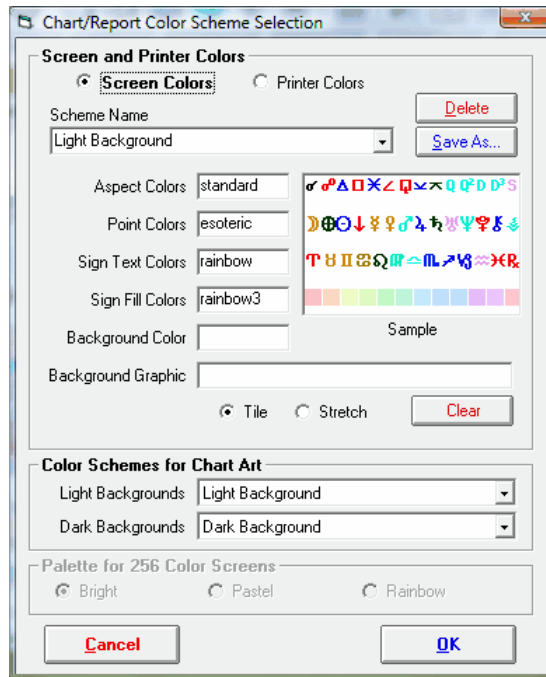 Chart/Report Color Scheme Selection
Screen and Printer Colors
Screen Colors Printer Colors
Scheme Name
Delete
Light Background
Save As...
Aspect Colors standard
Point Colors esoteric
Sign Text Colors rainbow
Sign Fill Colors rainbow3
Background Color
Sample
Background Graphic
Tile Stretch Clear
Color Schemes for Chart Art
Light Backgrounds Light Background
Dark Backgrounds Dark Background
Palette for 256 Color Screens
Bright Pastel Rainbow
Cancel OK